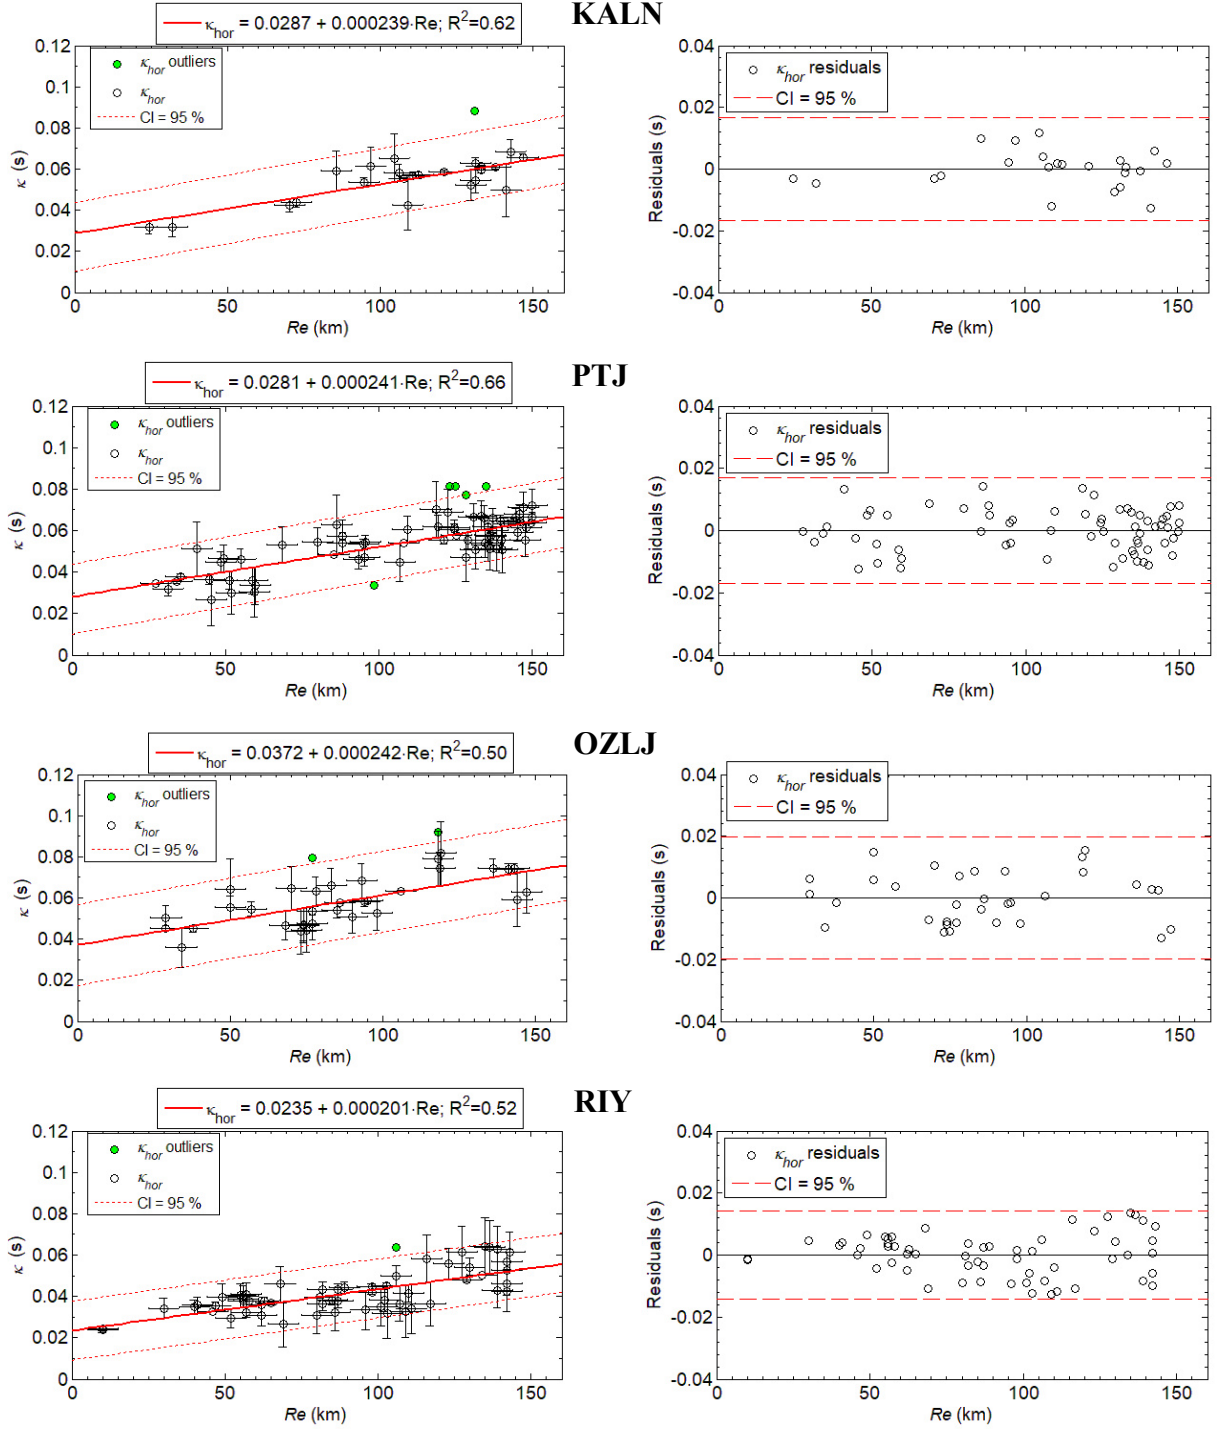 KALN
κhor = 0.0287 + 0.000239·Re; R²=0.62
κhor outliers
κhor
CI = 95 %
κ (s)
0.12
0.1
0.08
0.06
0.04
0.02
0
0 50 100 150
Re (km)
κhor residuals
CI = 95 %
Residuals (s)
0.04
0.02
0
-0.02
-0.04
0 50 100 150
Re (km)
PTJ
κhor = 0.0281 + 0.000241·Re; R²=0.66
κhor outliers
κhor
CI = 95 %
κ (s)
0.12
0.1
0.08
0.06
0.04
0.02
0
0 50 100 150
Re (km)
κhor residuals
CI = 95 %
Residuals (s)
0.04
0.02
0
-0.02
-0.04
0 50 100 150
Re (km)
OZLJ
κhor = 0.0372 + 0.000242·Re; R²=0.50
κhor outliers
κhor
CI = 95 %
κ (s)
0.12
0.1
0.08
0.06
0.04
0.02
0
0 50 100 150
Re (km)
κhor residuals
CI = 95 %
Residuals (s)
0.04
0.02
0
-0.02
-0.04
0 50 100 150
Re (km)
RIY
κhor = 0.0235 + 0.000201·Re; R²=0.52
κhor outliers
κhor
CI = 95 %
κ (s)
0.12
0.1
0.08
0.06
0.04
0.02
0
0 50 100 150
Re (km)
κhor residuals
CI = 95 %
Residuals (s)
0.04
0.02
0
-0.02
-0.04
0 50 100 150
Re (km)